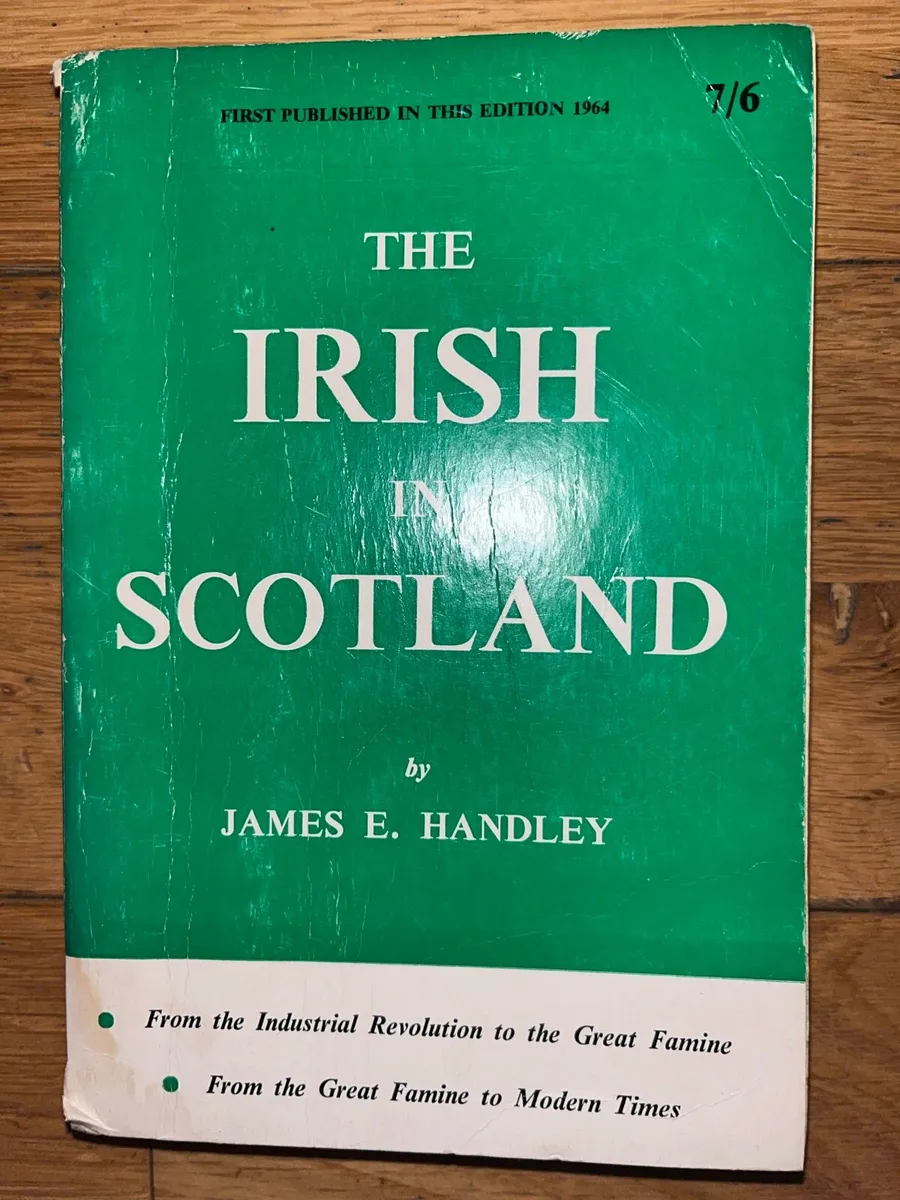 FIRST PUBLISHED IN THIS EDITION 1964
7/6
THE
IRISH
IN
SCOTLAND
by
JAMES E. HANDLEY
• From the Industrial Revolution to the Great Famine
• From the Great Famine to Modern Times